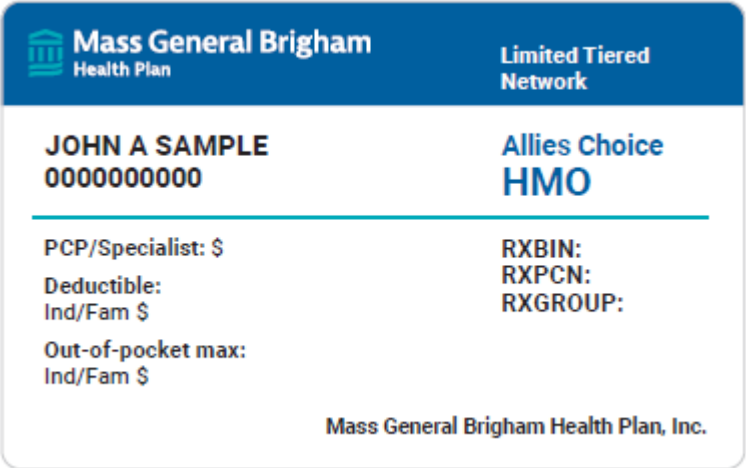 Mass General Brigham
Health Plan
Limited Tiered
Network
JOHN A SAMPLE
0000000000
Allies Choice
HMO
PCP/Specialist: $
Deductible:
Ind/Fam $
Out-of-pocket max:
Ind/Fam $
RXBIN:
RXPCN:
RXGROUP:
Mass General Brigham Health Plan, Inc.